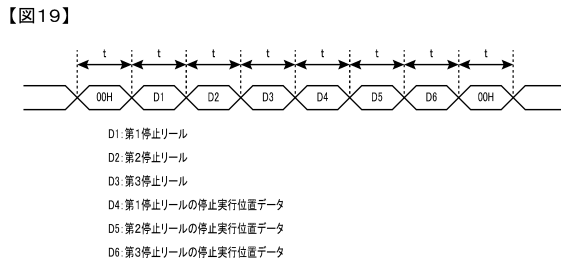 【図19】
t t t t t t t t
00H D1 D2 D3 D4 D5 D6 00H
D1:第1停止リール
D2:第2停止リール
D3:第3停止リール
D4:第1停止リールの停止実行位置データ
D5:第2停止リールの停止実行位置データ
D6:第3停止リールの停止実行位置データ